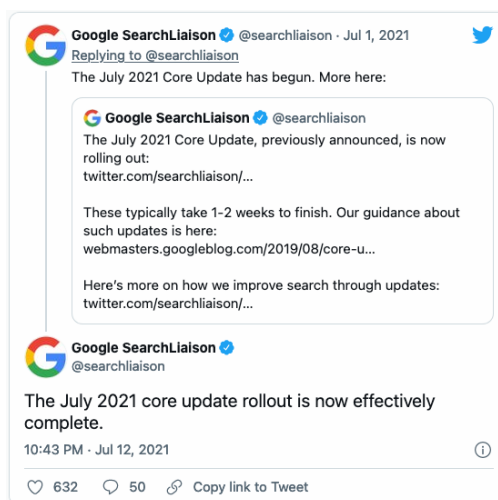 Google SearchLiaison @searchliaison · Jul 1, 2021
Replying to @searchliaison
The July 2021 Core Update has begun. More here:
Google SearchLiaison @searchliaison
The July 2021 Core Update, previously announced, is now
rolling out:
twitter.com/searchliaison/...
These typically take 1-2 weeks to finish. Our guidance about
such updates is here:
webmasters.googleblog.com/2019/08/core-u...
Here's more on how we improve search through updates:
twitter.com/searchliaison/...
Google SearchLiaison
@searchliaison
The July 2021 core update rollout is now effectively
complete.
10:43 PM · Jul 12, 2021
632 50 Copy link to Tweet